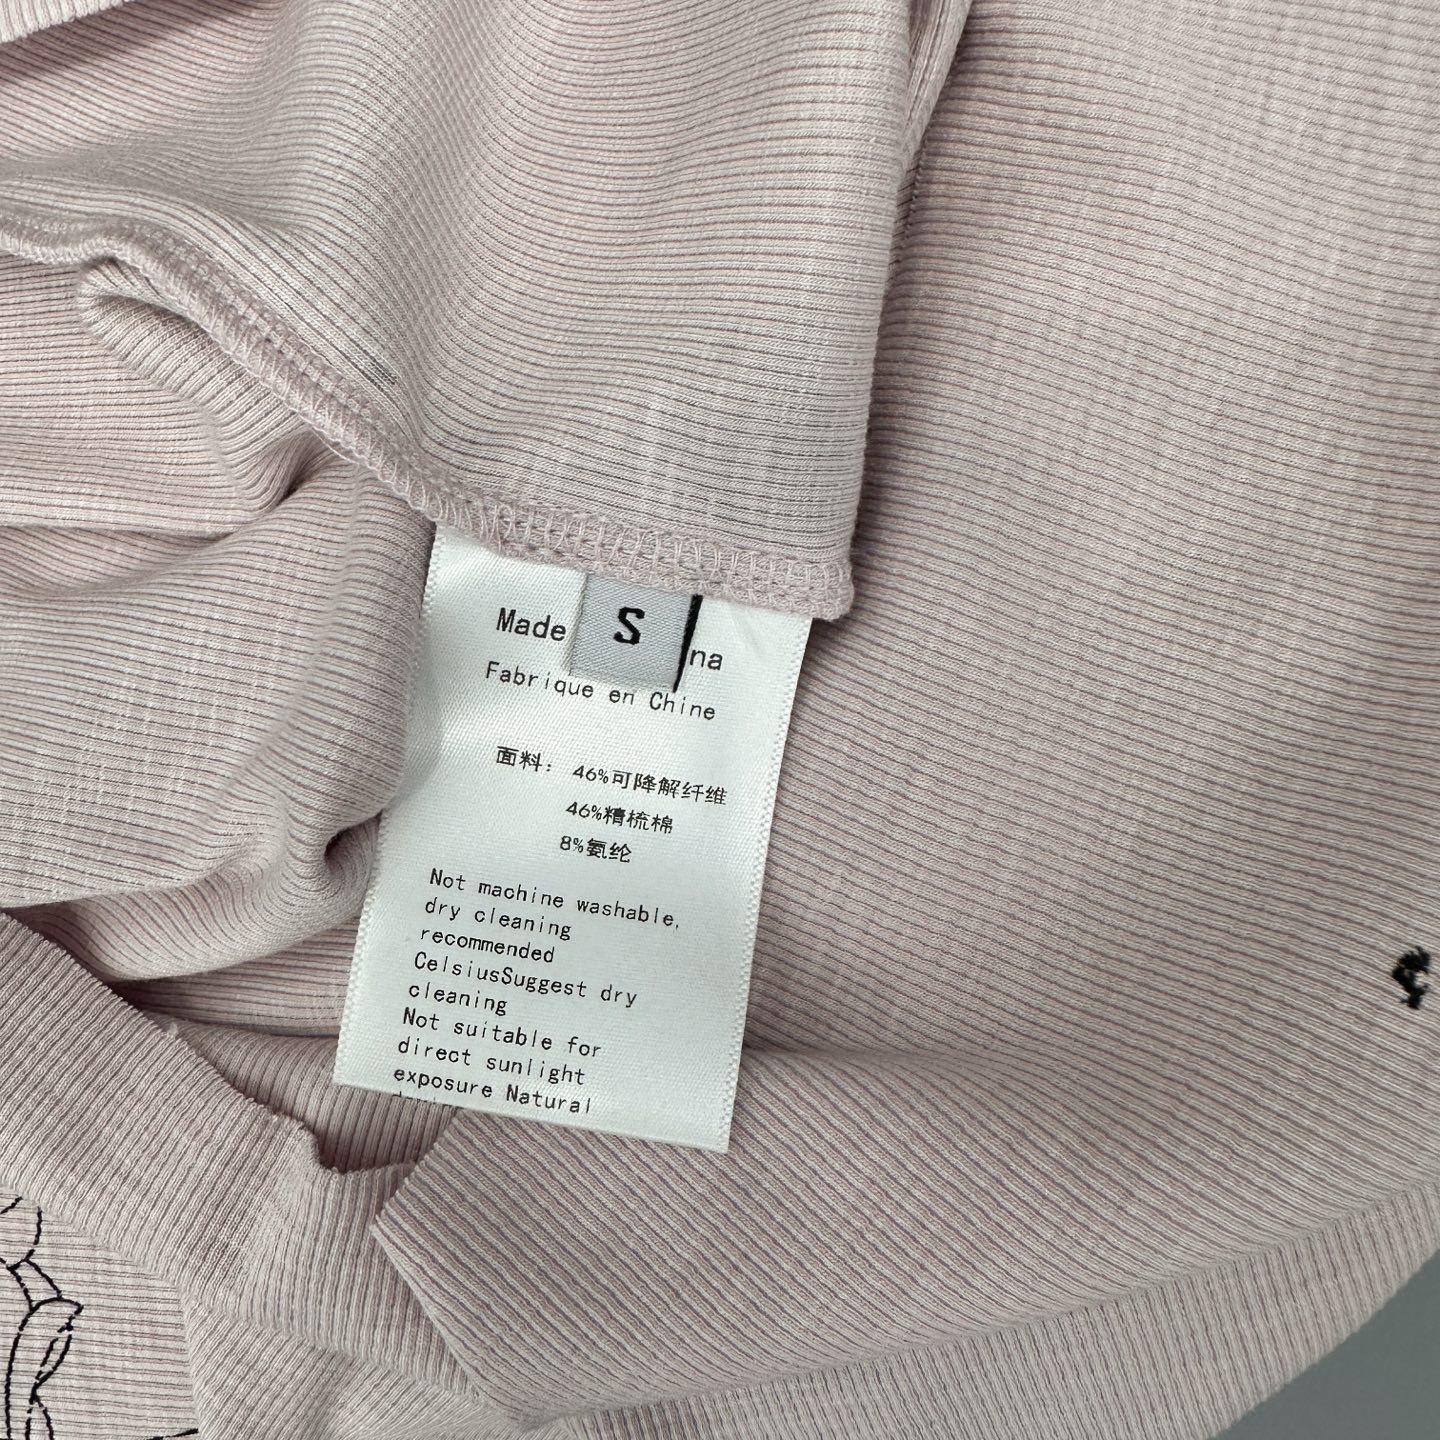 S
Made na
Fabrique en Chine
面料: 46%可降解纤维
46%精梳棉
8%氨纶
Not machine washable,
dry cleaning
recommended
CelsiusSuggest dry
cleaning
Not suitable for
direct sunlight
exposure Natural